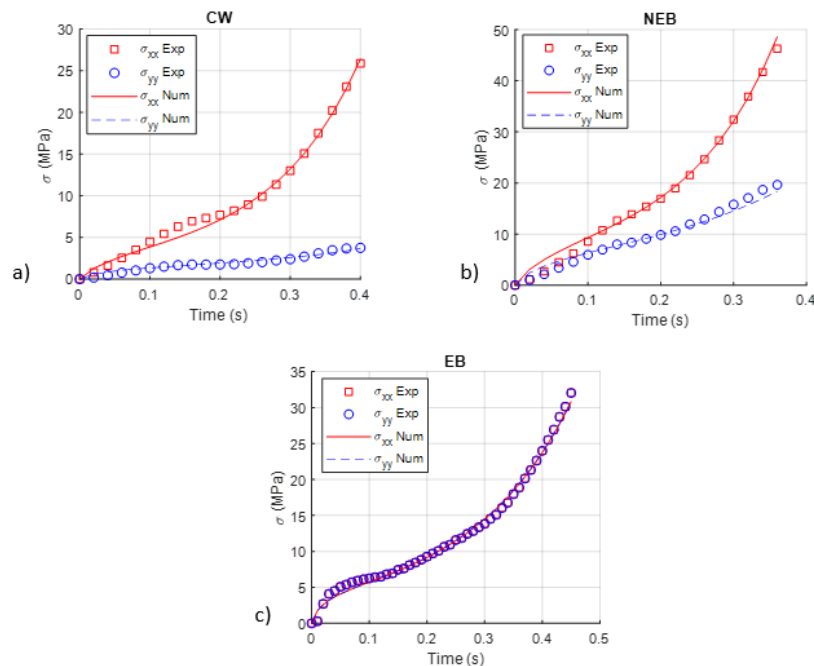 CW
30
25
20
15
10
5
0
σ (MPa)
σxx Exp
σyy Exp
σxx Num
σyy Num
0 0.1 0.2 0.3 0.4
Time (s)
a)
NEB
50
40
30
20
10
0
σ (MPa)
σxx Exp
σyy Exp
σxx Num
σyy Num
0 0.1 0.2 0.3 0.4
Time (s)
b)
EB
35
30
25
20
15
10
5
0
σ (MPa)
σxx Exp
σyy Exp
σxx Num
σyy Num
0 0.1 0.2 0.3 0.4 0.5
Time (s)
c)